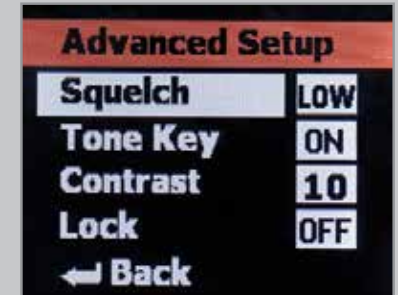 Advanced Setup
Squelch LOW
Tone Key ON
Contrast 10
Lock OFF
Back